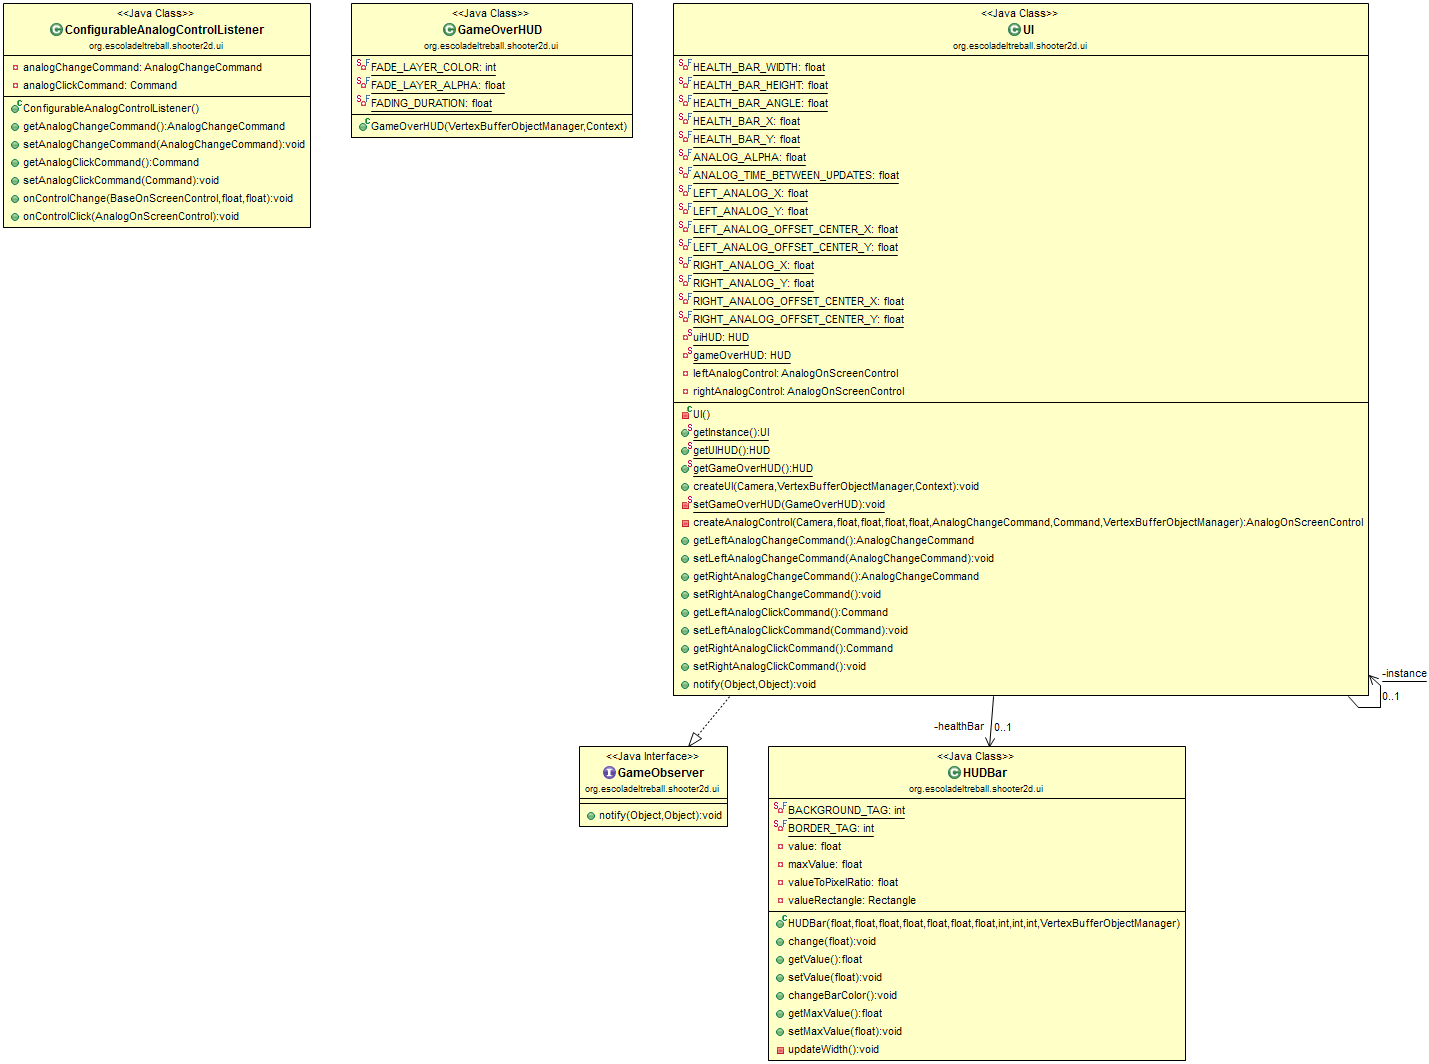 <<Java Class>>
ConfigurableAnalogControlListener
org.escoladeltreball.shooter2d.ui
analogChangeCommand: AnalogChangeCommand
analogClickCommand: Command
ConfigurableAnalogControlListener()
getAnalogChangeCommand():AnalogChangeCommand
setAnalogChangeCommand(AnalogChangeCommand):void
getAnalogClickCommand():Command
setAnalogClickCommand(Command):void
onControlChange(BaseOnScreenControl,float,float):void
onControlClick(AnalogOnScreenControl):void
<<Java Class>>
GameOverHUD
org.escoladeltreball.shooter2d.ui
FADE_LAYER_COLOR: int
FADE_LAYER_ALPHA: float
FADING_DURATION: float
GameOverHUD(VertexBufferObjectManager,Context)
<<Java Class>>
UI
org.escoladeltreball.shooter2d.ui
HEALTH_BAR_WIDTH: float
HEALTH_BAR_HEIGHT: float
HEALTH_BAR_ANGLE: float
HEALTH_BAR_X: float
HEALTH_BAR_Y: float
ANALOG_ALPHA: float
ANALOG_TIME_BETWEEN_UPDATES: float
LEFT_ANALOG_X: float
LEFT_ANALOG_Y: float
LEFT_ANALOG_OFFSET_CENTER_X: float
LEFT_ANALOG_OFFSET_CENTER_Y: float
RIGHT_ANALOG_X: float
RIGHT_ANALOG_Y: float
RIGHT_ANALOG_OFFSET_CENTER_X: float
RIGHT_ANALOG_OFFSET_CENTER_Y: float
uiHUD: HUD
gameOverHUD: HUD
leftAnalogControl: AnalogOnScreenControl
rightAnalogControl: AnalogOnScreenControl
UI()
getInstance():UI
getUIHUD():HUD
getGameOverHUD():HUD
createUI(Camera,VertexBufferObjectManager,Context):void
setGameOverHUD(GameOverHUD):void
createAnalogControl(Camera,float,float,float,float,AnalogChangeCommand,Command,VertexBufferObjectManager):AnalogOnScreenControl
getLeftAnalogChangeCommand():AnalogChangeCommand
setLeftAnalogChangeCommand(AnalogChangeCommand):void
getRightAnalogChangeCommand():AnalogChangeCommand
setRightAnalogChangeCommand():void
getLeftAnalogClickCommand():Command
setLeftAnalogClickCommand(Command):void
getRightAnalogClickCommand():Command
setRightAnalogClickCommand():void
notify(Object,Object):void
-instance
0..1
-healthBar
0..1
<<Java Interface>>
GameObserver
org.escoladeltreball.shooter2d.ui
notify(Object,Object):void
<<Java Class>>
HUDBar
org.escoladeltreball.shooter2d.ui
BACKGROUND_TAG: int
BORDER_TAG: int
value: float
maxValue: float
valueToPixelRatio: float
valueRectangle: Rectangle
HUDBar(float,float,float,float,float,float,float,int,int,int,VertexBufferObjectManager)
change(float):void
getValue():float
setValue(float):void
changeBarColor():void
getMaxValue():float
setMaxValue(float):void
updateWidth():void